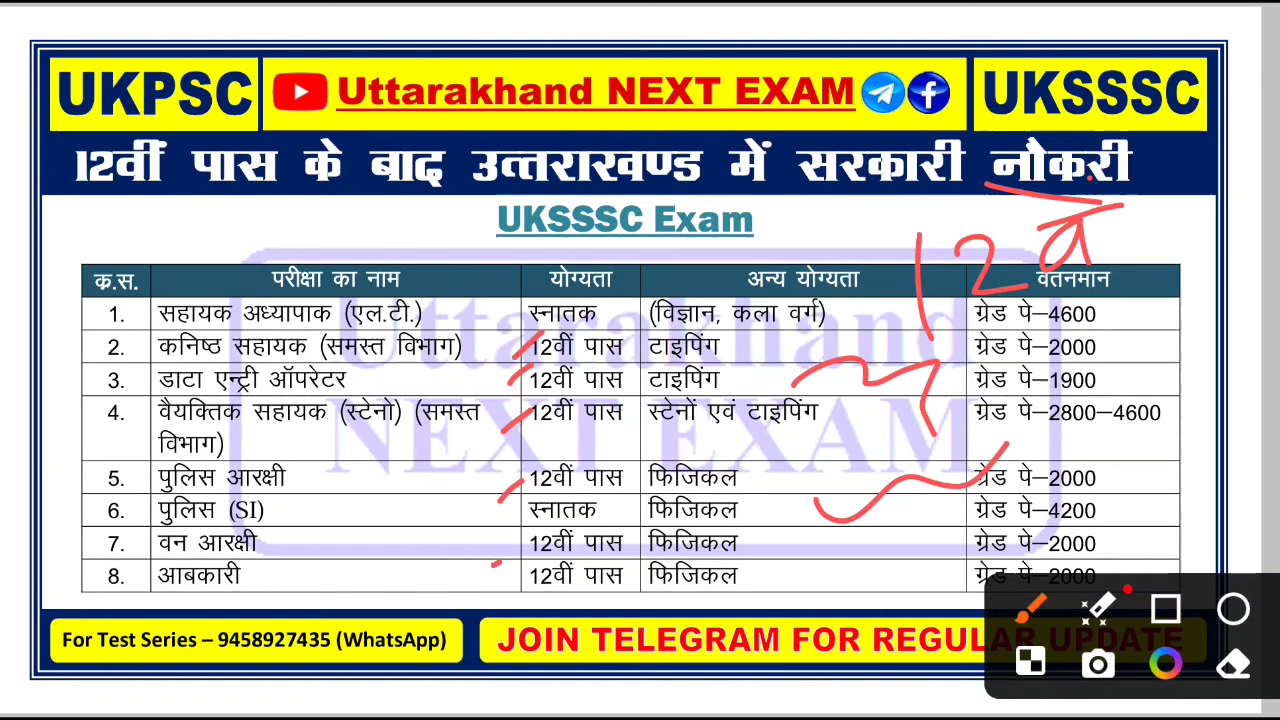 UKPSC Uttarakhand NEXT EXAM UKSSSC
12वीं पास के बाद उत्तराखण्ड में सरकारी नौकरी
UKSSSC Exam
12वीं
क्र.स. परीक्षा का नाम योग्यता अन्य योग्यता वेतनमान
1. सहायक अध्यापाक (एल.टी.) स्नातक (विज्ञान, कला वर्ग) ग्रेड पे–4600
2. कनिष्ठ सहायक (समस्त विभाग) 12वीं पास टाइपिंग ग्रेड पे–2000
3. डाटा एन्ट्री ऑपरेटर 12वीं पास टाइपिंग ग्रेड पे–1900
4. वैयक्तिक सहायक (स्टेनो) (समस्त 12वीं पास स्टेनों एवं टाइपिंग ग्रेड पे–2800–4600
विभाग)
5. पुलिस आरक्षी 12वीं पास फिजिकल ग्रेड पे–2000
6. पुलिस (SI) स्नातक फिजिकल ग्रेड पे–4200
7. वन आरक्षी 12वीं पास फिजिकल ग्रेड पे–2000
8. आबकारी 12वीं पास फिजिकल ग्रेड पे–2000
Uttarakhand
NEXT EXAM
For Test Series – 9458927435 (WhatsApp) JOIN TELEGRAM FOR REGULAR UPDATE